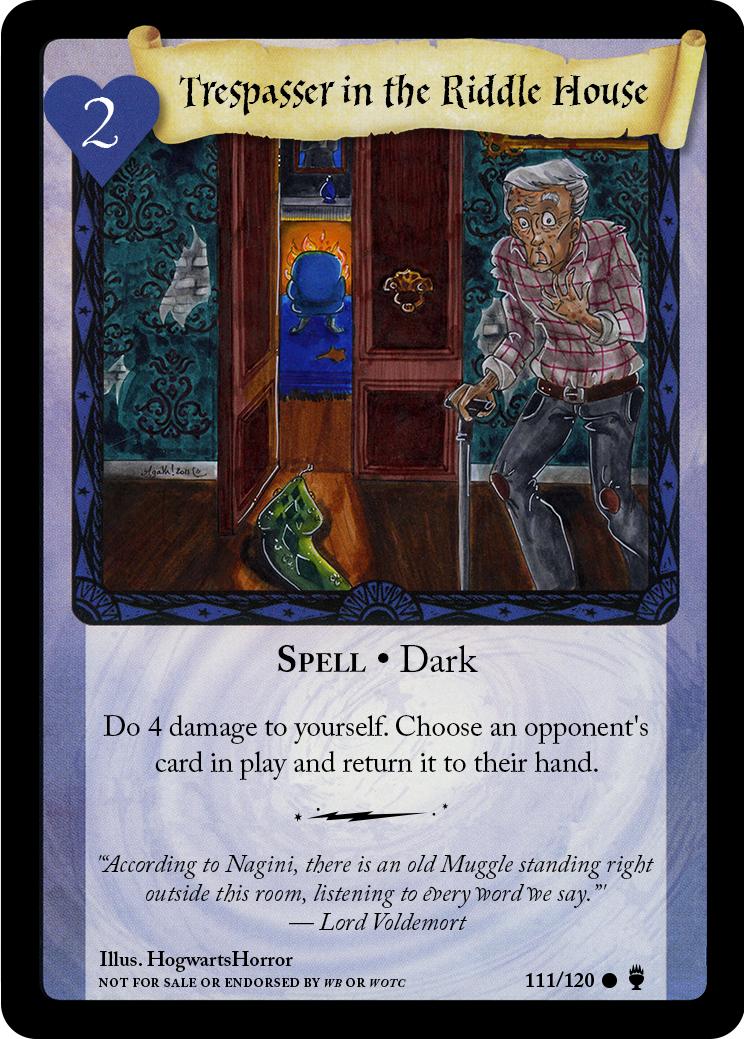 Trespasser in the Riddle House
2
Spell • Dark
Do 4 damage to yourself. Choose an opponent's
card in play and return it to their hand.
'“According to Nagini, there is an old Muggle standing right
outside this room, listening to every word we say.”'
— Lord Voldemort
Illus. HogwartsHorror
NOT FOR SALE OR ENDORSED BY WB OR WOTC
111/120 ●